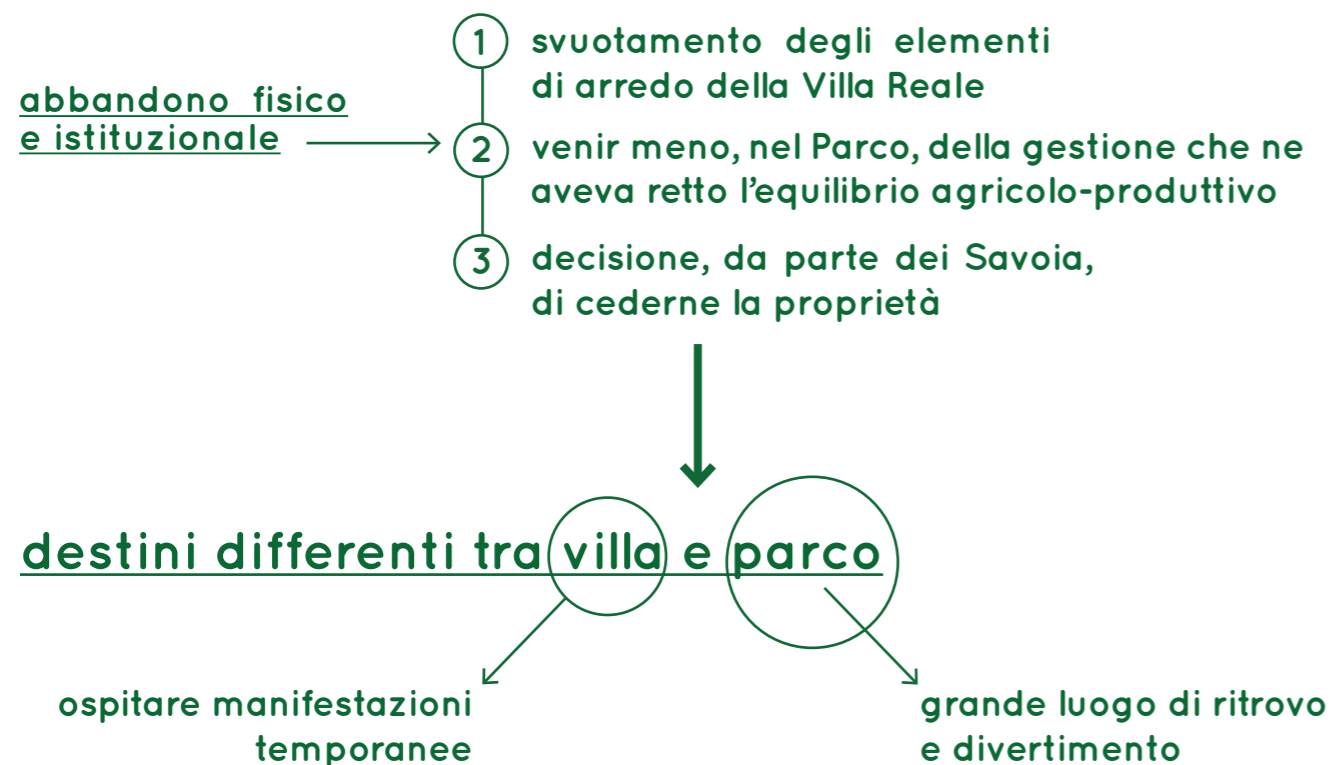 1 svuotamento degli elementi
di arredo della Villa Reale
abbandono fisico
e istituzionale
2 venir meno, nel Parco, della gestione che ne
aveva retto l'equilibrio agricolo-produttivo
3 decisione, da parte dei Savoia,
di cederne la proprietà
destini differenti tra villa e parco
ospitare manifestazioni
temporanee
grande luogo di ritrovo
e divertimento